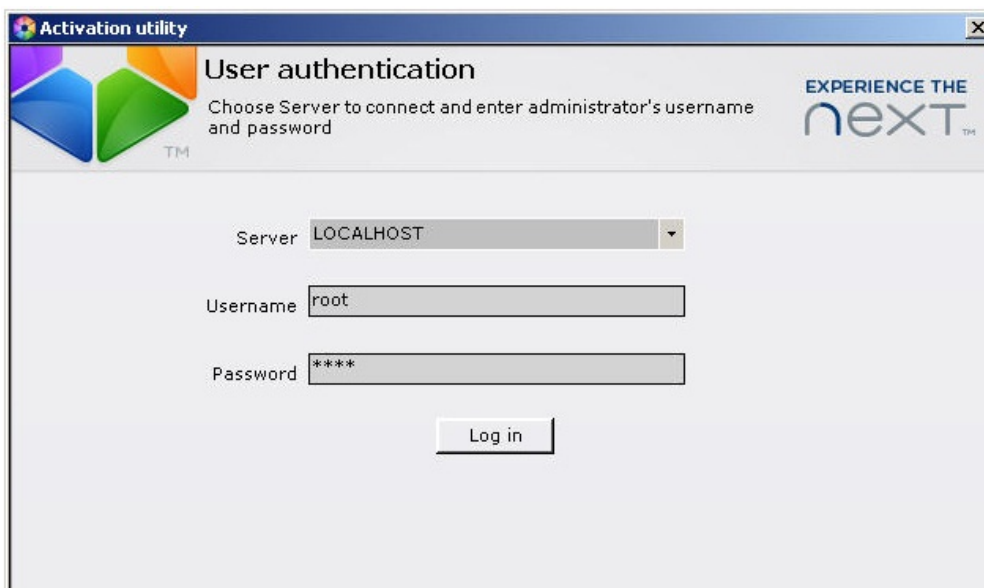 Activation utility
User authentication
Choose Server to connect and enter administrator's username
and password
TM
EXPERIENCE THE
next™
Server LOCALHOST
Username root
Password ****
Log in